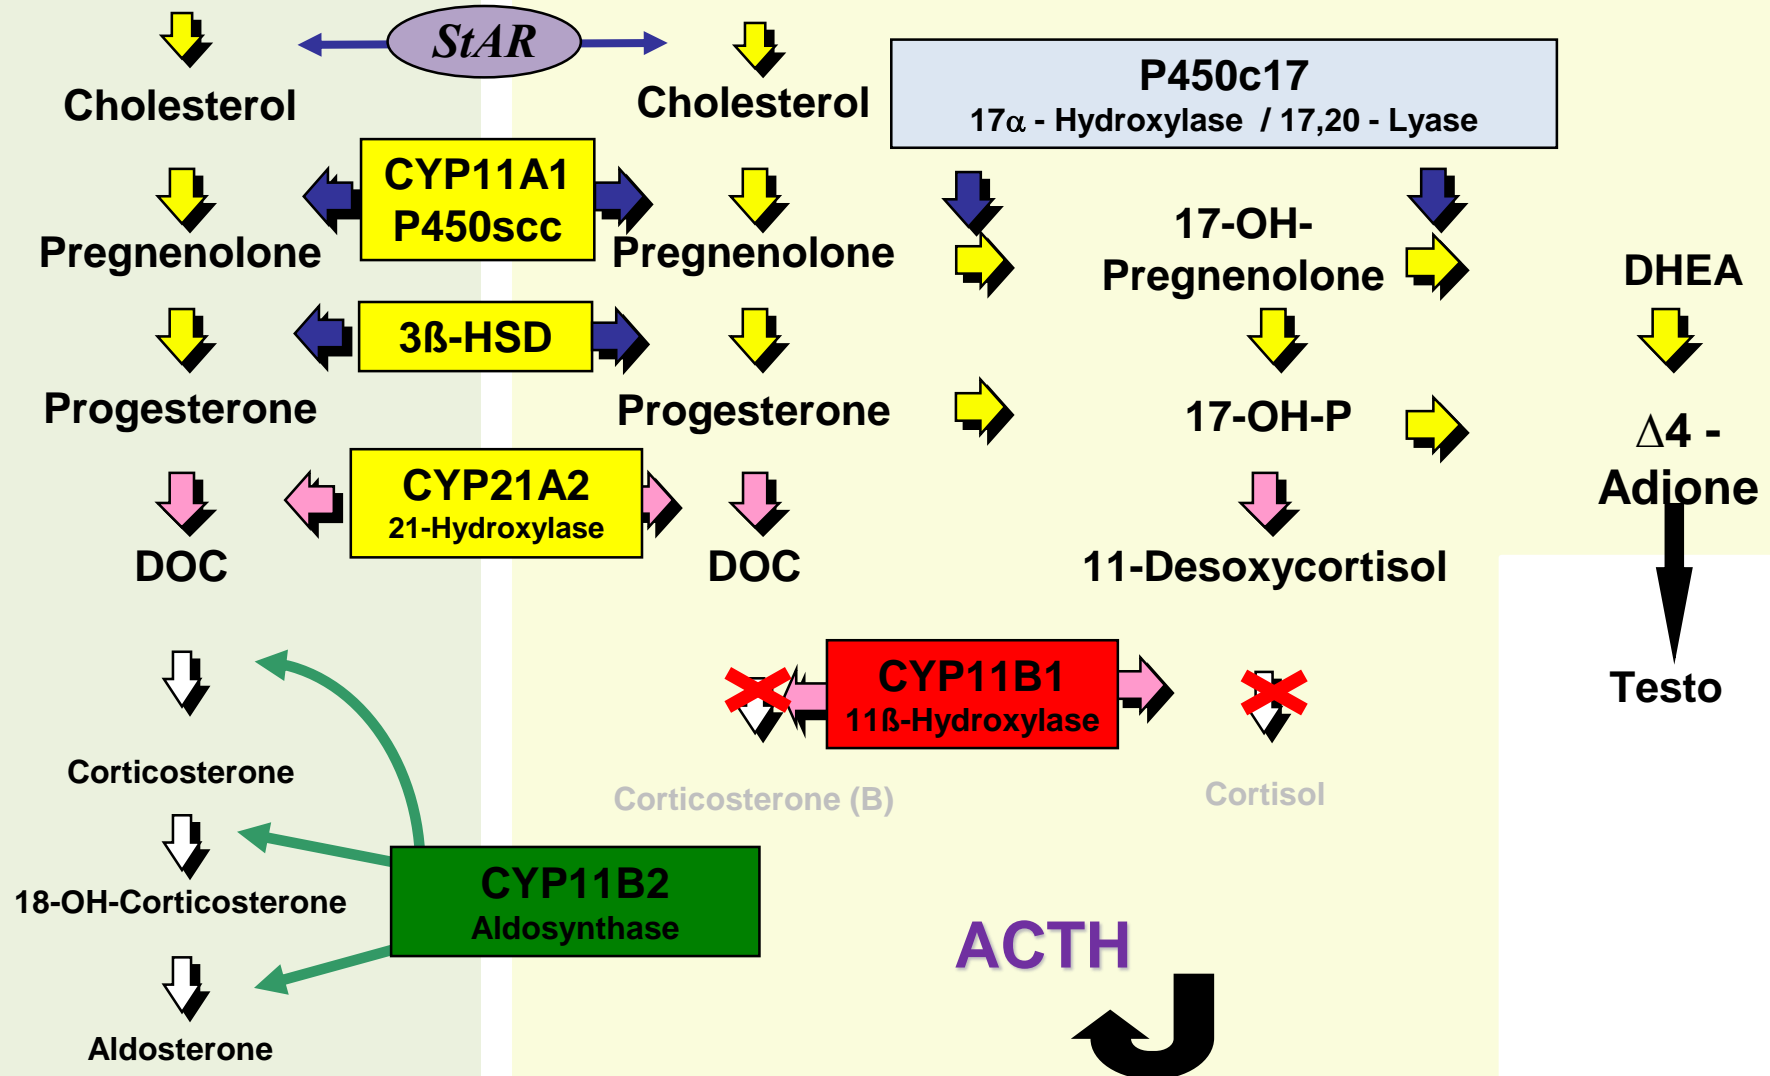 StAR
Cholesterol
Cholesterol
P450c17
17α - Hydroxylase / 17,20 - Lyase
CYP11A1
P450scc
Pregnenolone
Pregnenolone
17-OH-
Pregnenolone
DHEA
3ß-HSD
Progesterone
Progesterone
17-OH-P
Δ4 -
Adione
CYP21A2
21-Hydroxylase
DOC
DOC
11-Desoxycortisol
CYP11B1
11ß-Hydroxylase
Testo
Corticosterone
Corticosterone (B)
Cortisol
18-OH-Corticosterone
CYP11B2
Aldosynthase
ACTH
Aldosterone